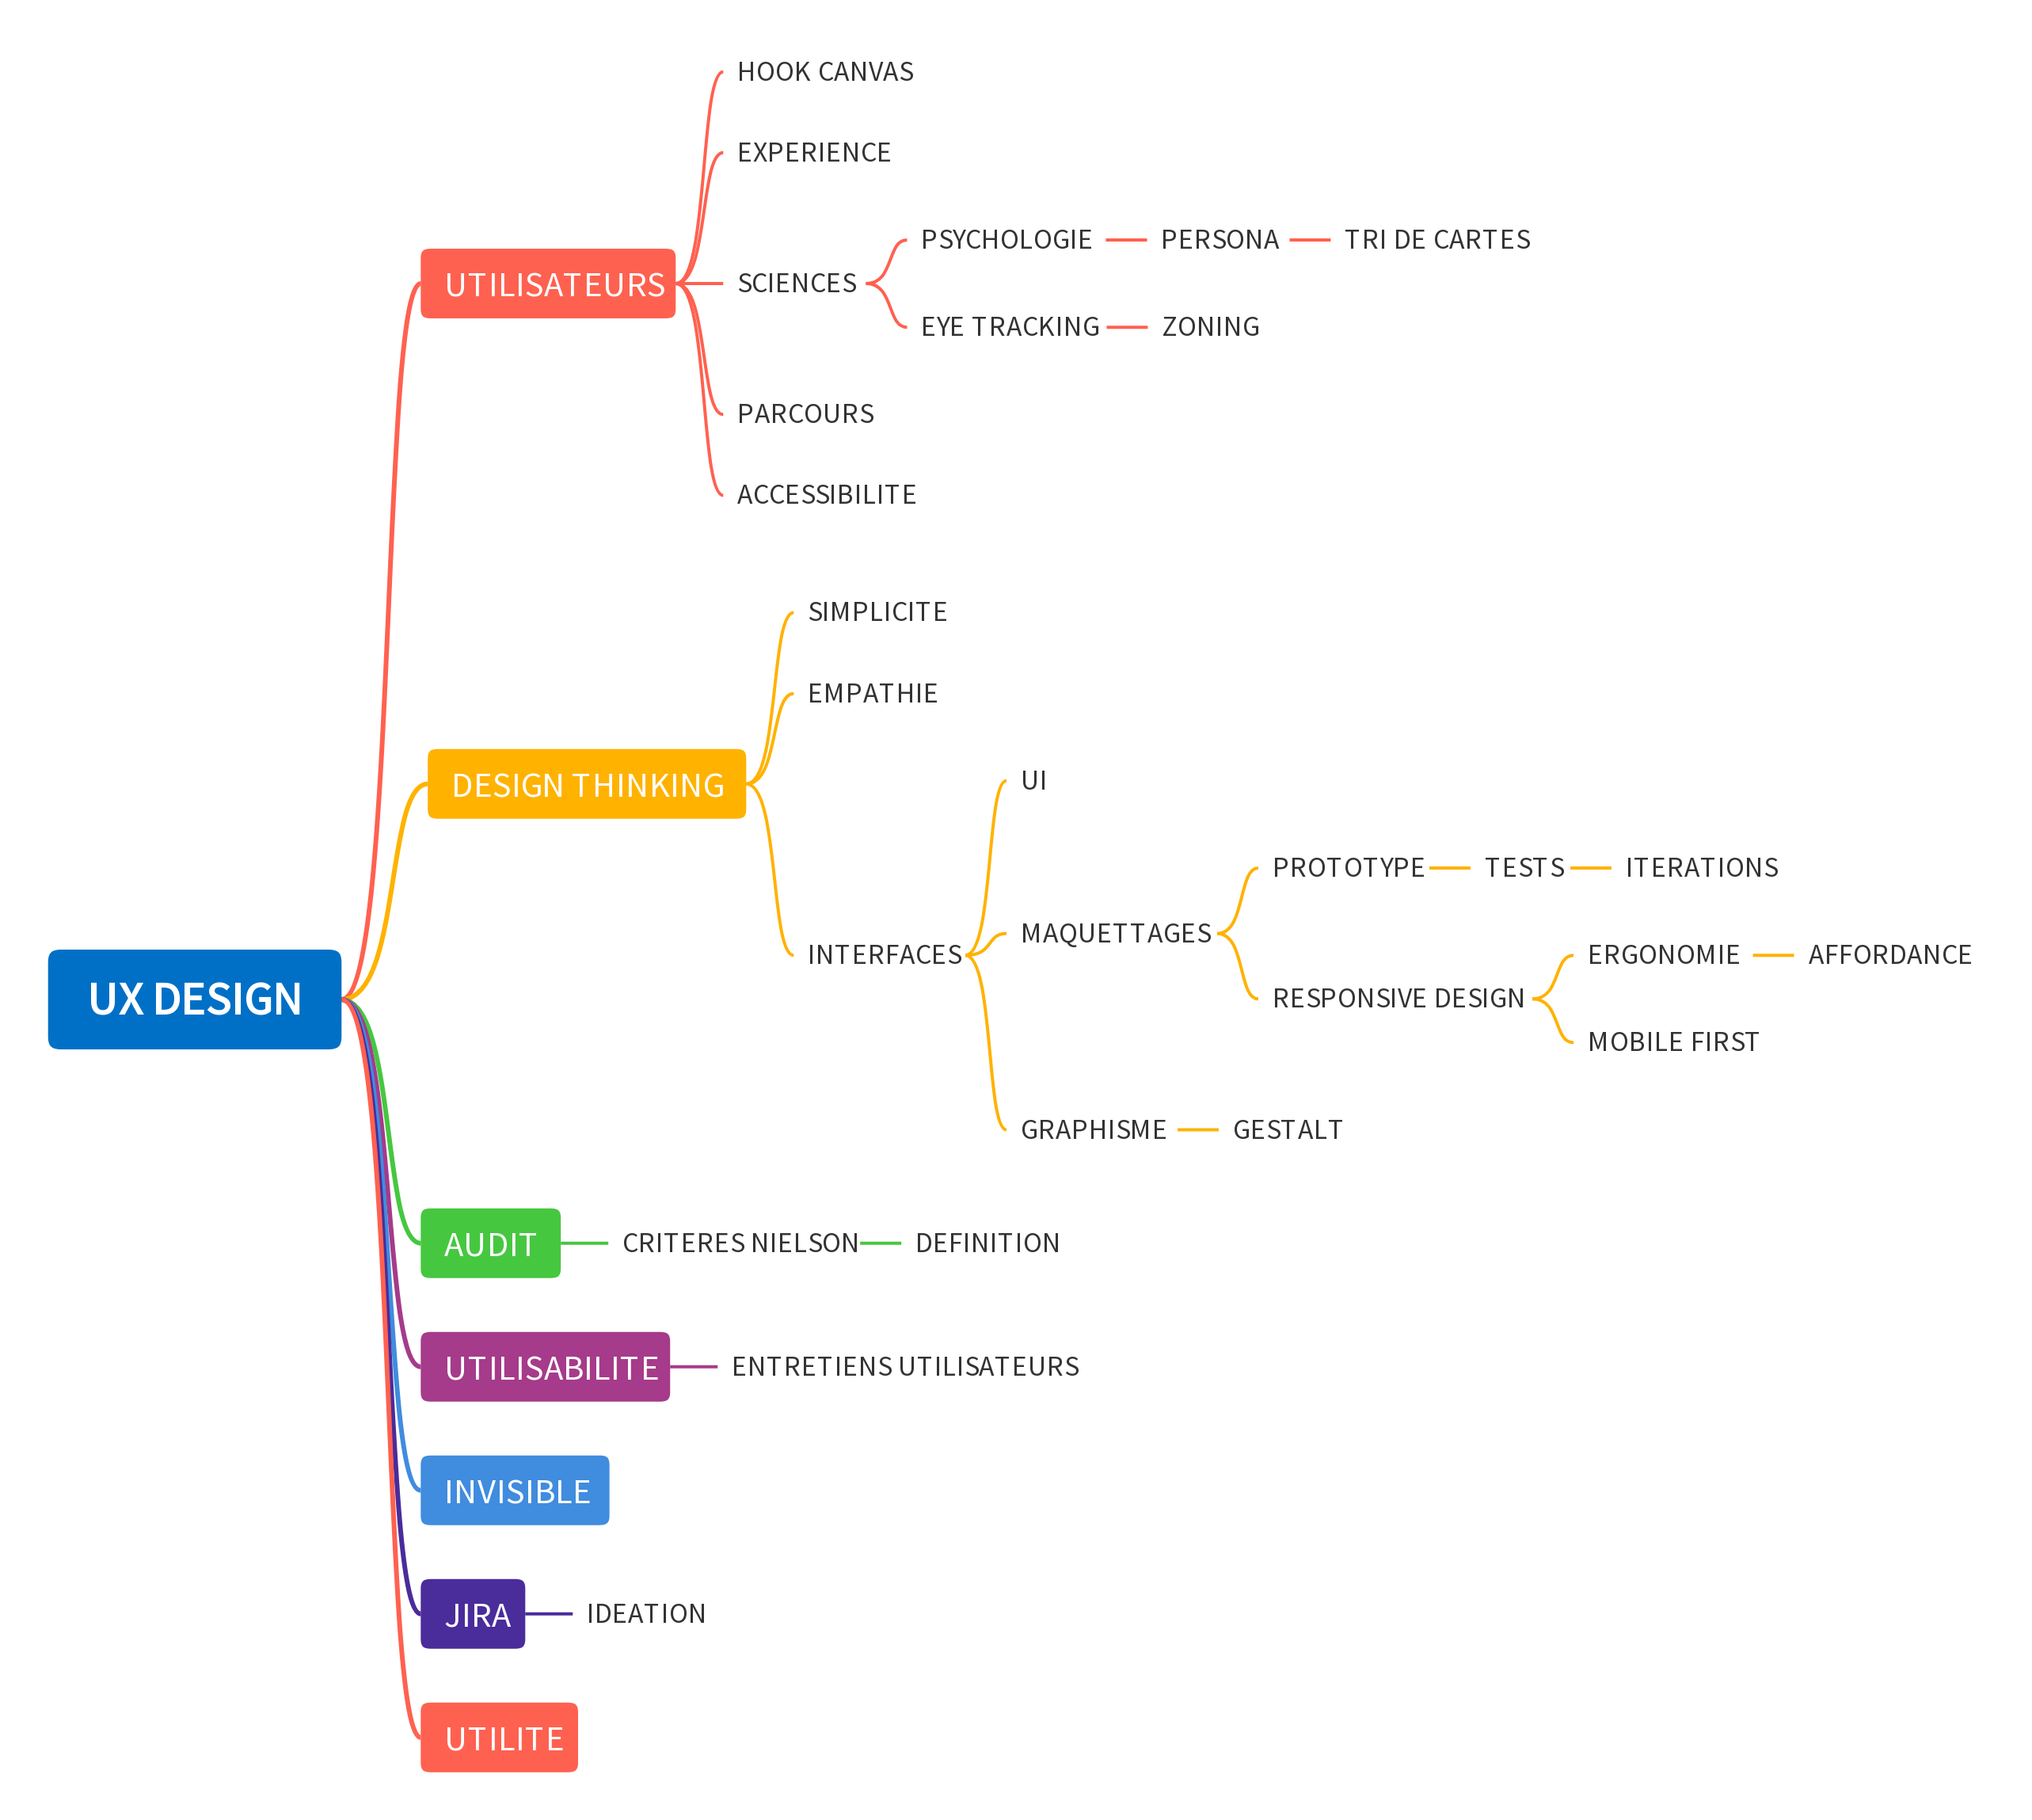 HOOK CANVAS
EXPERIENCE
PSYCHOLOGIE PERSONA TRI DE CARTES
UTILISATEURS SCIENCES
EYE TRACKING ZONING
PARCOURS
ACCESSIBILITE
SIMPLICITE
EMPATHIE
DESIGN THINKING UI
PROTOTYPE TESTS ITERATIONS
MAQUETTAGES
INTERFACES ERGONOMIE AFFORDANCE
UX DESIGN RESPONSIVE DESIGN
MOBILE FIRST
GRAPHISME GESTALT
AUDIT CRITERES NIELSON DEFINITION
UTILISABILITE ENTRETIENS UTILISATEURS
INVISIBLE
JIRA IDEATION
UTILITE